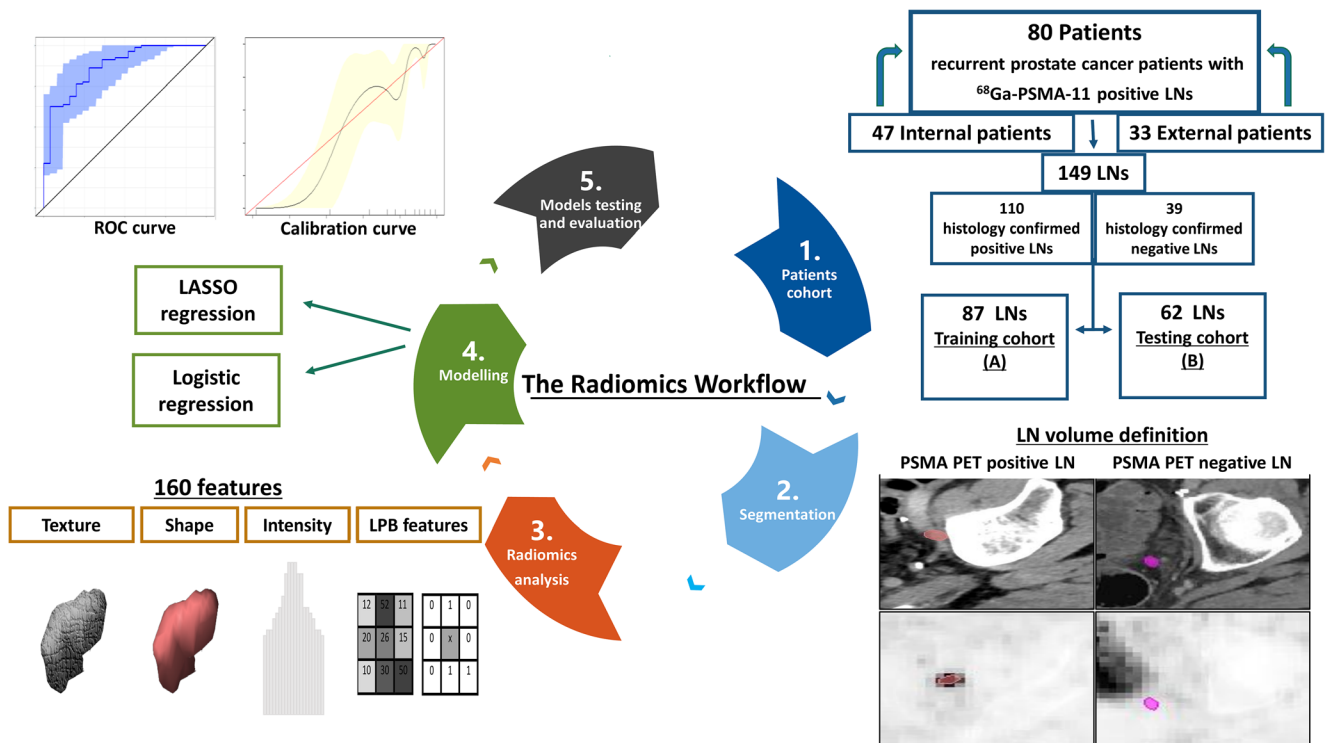 80 Patients
recurrent prostate cancer patients with
⁶⁸Ga-PSMA-11 positive LNs
47 Internal patients
33 External patients
149 LNs
110
histology confirmed
positive LNs
39
histology confirmed
negative LNs
87 LNs
Training cohort
(A)
62 LNs
Testing cohort
(B)
ROC curve
Calibration curve
5.
Models testing
and evaluation
1.
Patients
cohort
LASSO
regression
Logistic
regression
4.
Modelling
The Radiomics Workflow
LN volume definition
PSMA PET positive LN
PSMA PET negative LN
2.
Segmentation
160 features
Texture
Shape
Intensity
LPB features
3.
Radiomics
analysis
12 52 11
20 26 15
10 30 50
0 1 0
0 x 0
0 1 1